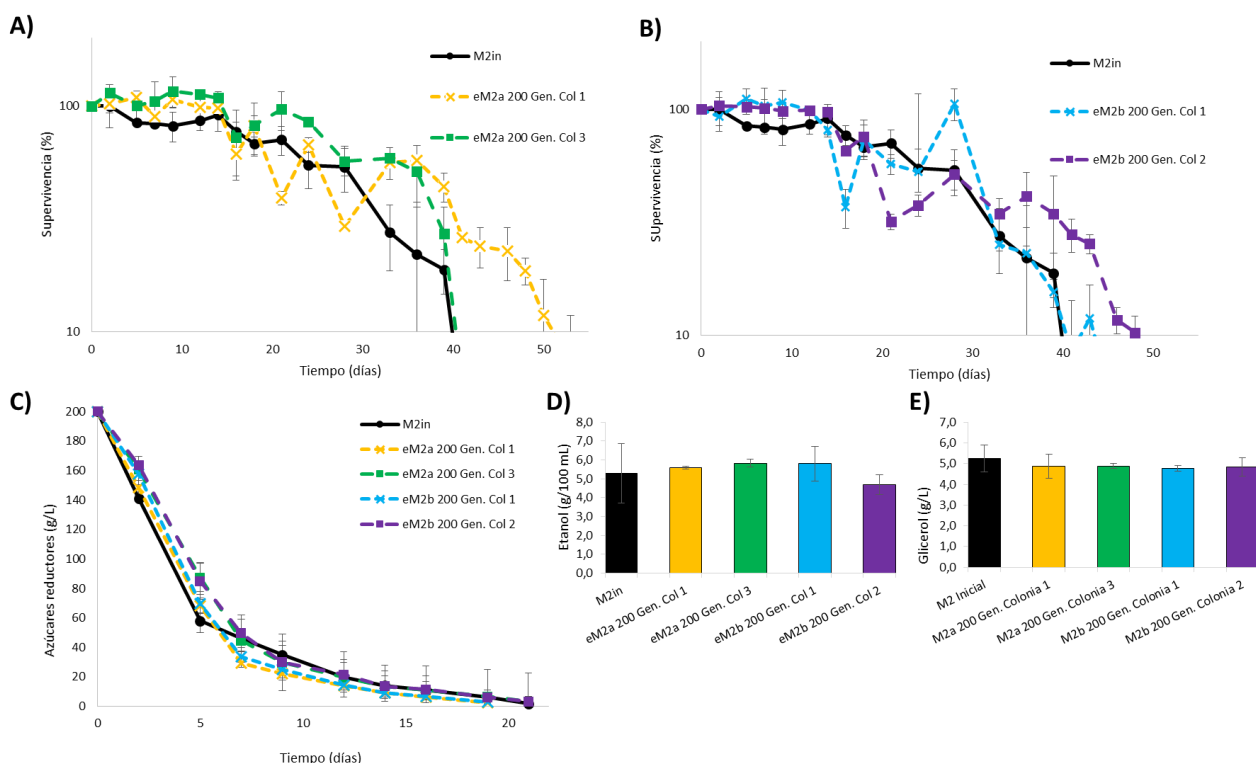 A)
M2in
eM2a 200 Gen. Col 1
eM2a 200 Gen. Col 3
Supervivencia (%)
100
10
0 10 20 30 40 50
Tiempo (días)
B)
M2in
eM2b 200 Gen. Col 1
eM2b 200 Gen. Col 2
SUpervivencia (%)
100
10
0 10 20 30 40 50
Tiempo (días)
C)
M2in
eM2a 200 Gen. Col 1
eM2a 200 Gen. Col 3
eM2b 200 Gen. Col 1
eM2b 200 Gen. Col 2
Azúcares reductores (g/L)
200
180
160
140
120
100
80
60
40
20
0
0 5 10 15 20
Tiempo (días)
D)
Etanol (g/100 mL)
8,0
7,0
6,0
5,0
4,0
3,0
2,0
1,0
0,0
M2in
eM2a 200 Gen. Col 1
eM2a 200 Gen. Col 3
eM2b 200 Gen. Col 1
eM2b 200 Gen. Col 2
E)
Glicerol (g/L)
7,0
6,0
5,0
4,0
3,0
2,0
1,0
0,0
M2 Inicial
M2a 200 Gen. Colonia 1
M2a 200 Gen. Colonia 3
M2b 200 Gen. Colonia 1
M2b 200 Gen. Colonia 2